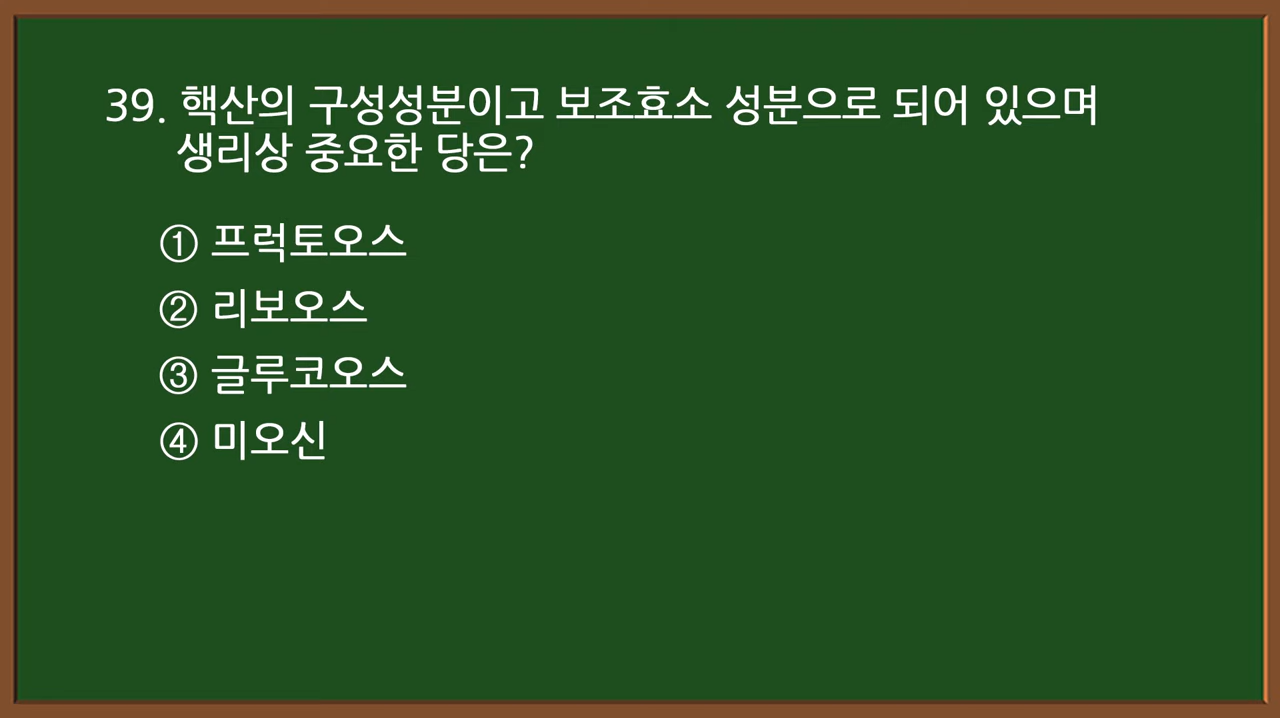 39. 핵산의 구성성분이고 보조효소 성분으로 되어 있으며
생리상 중요한 당은?
① 프럭토오스
② 리보오스
③ 글루코오스
④ 미오신